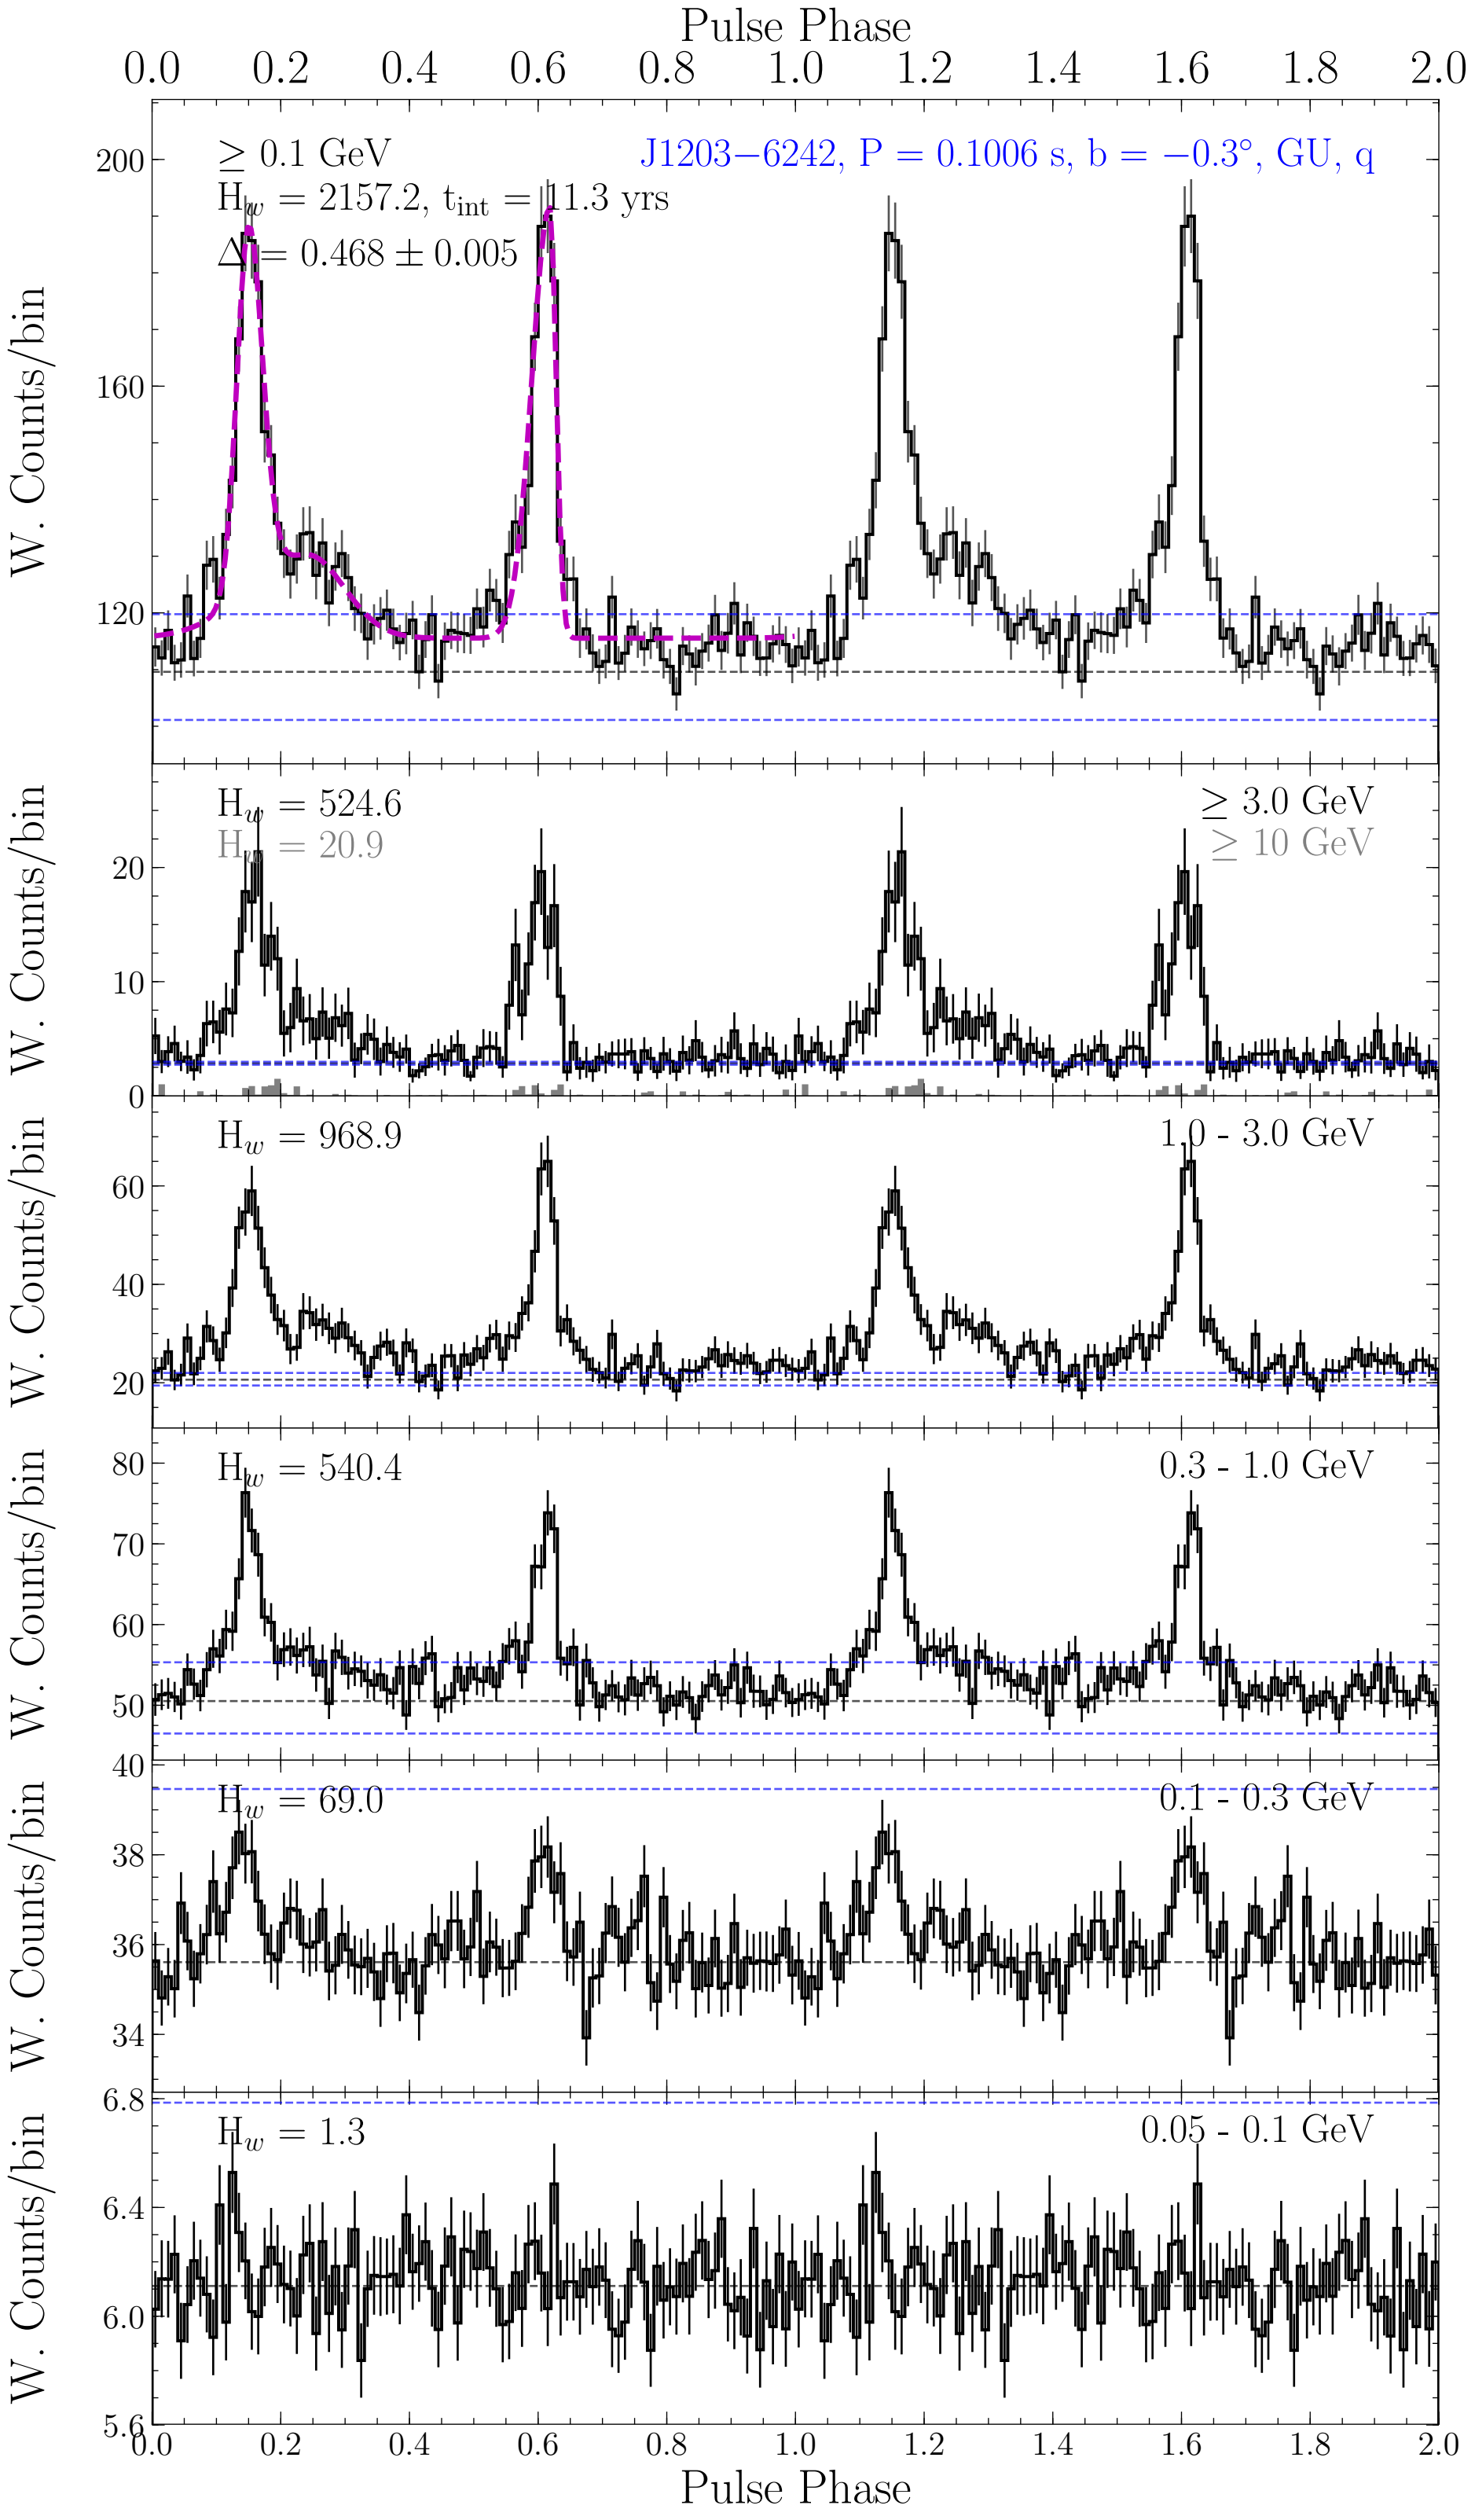 Pulse Phase
0.0 0.2 0.4 0.6 0.8 1.0 1.2 1.4 1.6 1.8 2.0
≥ 0.1 GeV
J1203−6242, P = 0.1006 s, b = −0.3°, GU, q
H_w = 2157.2, t_int = 11.3 yrs
Δ = 0.468 ± 0.005
200
160
120
W. Counts/bin
H_w = 524.6
≥ 3.0 GeV
H_w = 20.9
≥ 10 GeV
20
10
0
W. Counts/bin
H_w = 968.9
1.0 - 3.0 GeV
60
40
20
W. Counts/bin
H_w = 540.4
0.3 - 1.0 GeV
80
70
60
50
W. Counts/bin
H_w = 69.0
0.1 - 0.3 GeV
40
38
36
34
W. Counts/bin
H_w = 1.3
0.05 - 0.1 GeV
6.8
6.4
6.0
5.6
W. Counts/bin
0.0 0.2 0.4 0.6 0.8 1.0 1.2 1.4 1.6 1.8 2.0
Pulse Phase